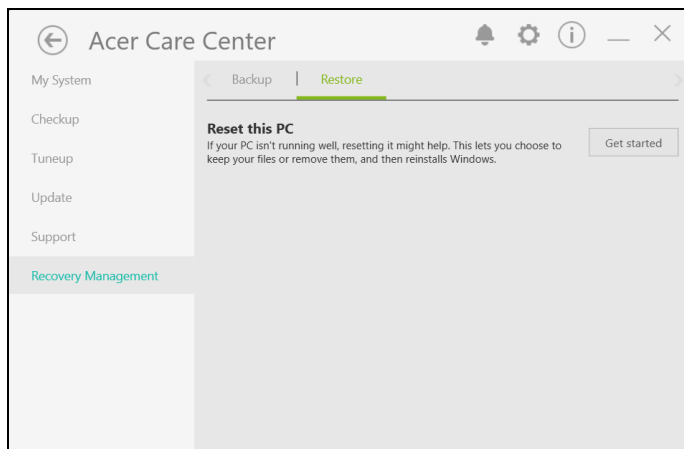 Acer Care Center
My System
Checkup
Tuneup
Update
Support
Recovery Management
Backup | Restore
Reset this PC
If your PC isn't running well, resetting it might help. This lets you choose to
keep your files or remove them, and then reinstalls Windows.
Get started